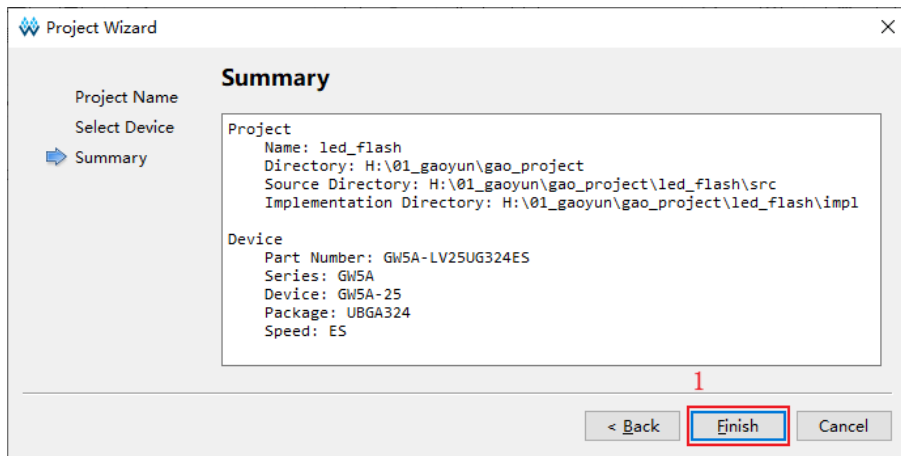 Project Wizard
Project Name
Select Device
Summary
Summary
Project
Name: led_flash
Directory: H:\01_gaoyun\gao_project
Source Directory: H:\01_gaoyun\gao_project\led_flash\src
Implementation Directory: H:\01_gaoyun\gao_project\led_flash\impl
Device
Part Number: GW5A-LV25UG324ES
Series: GW5A
Device: GW5A-25
Package: UBGA324
Speed: ES
1
< Back Finish Cancel